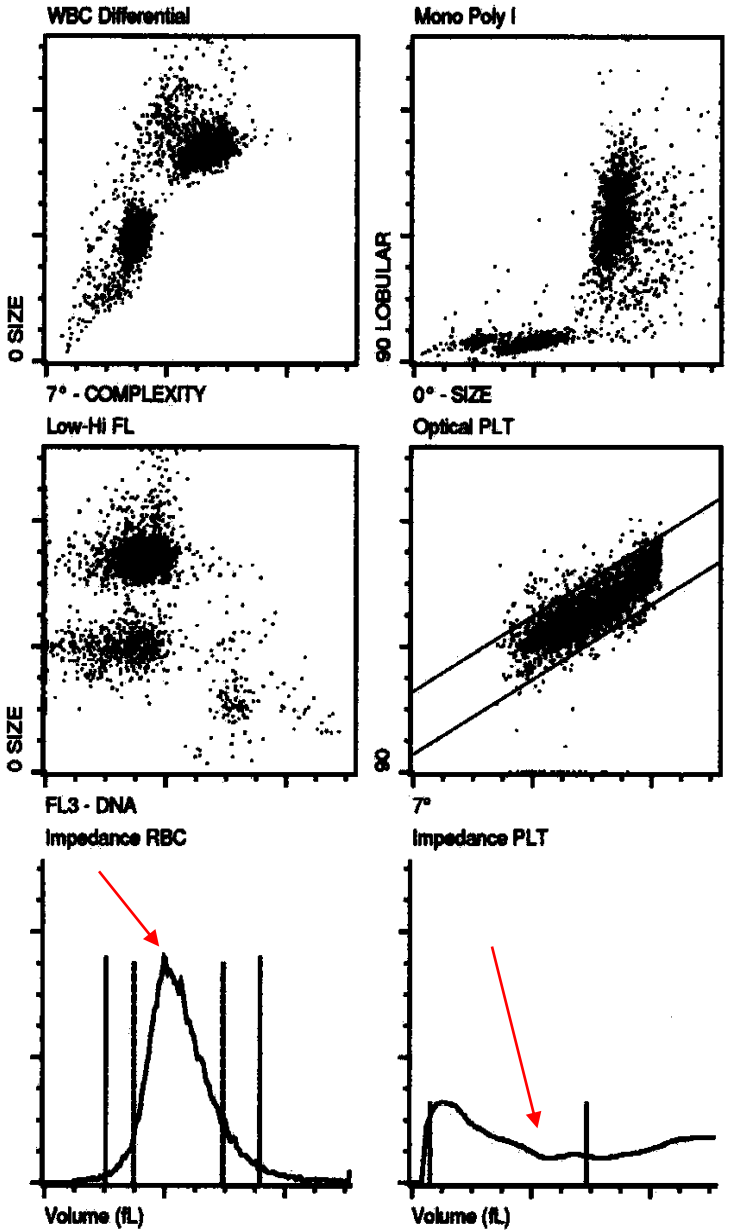 WBC Differential
Mono Poly I
0 SIZE
90 LOBULAR
7° - COMPLEXITY
0° - SIZE
Low-Hi FL
Optical PLT
0 SIZE
90
FL3 - DNA
7°
Impedance RBC
Impedance PLT
Volume (fL)
Volume (fL)